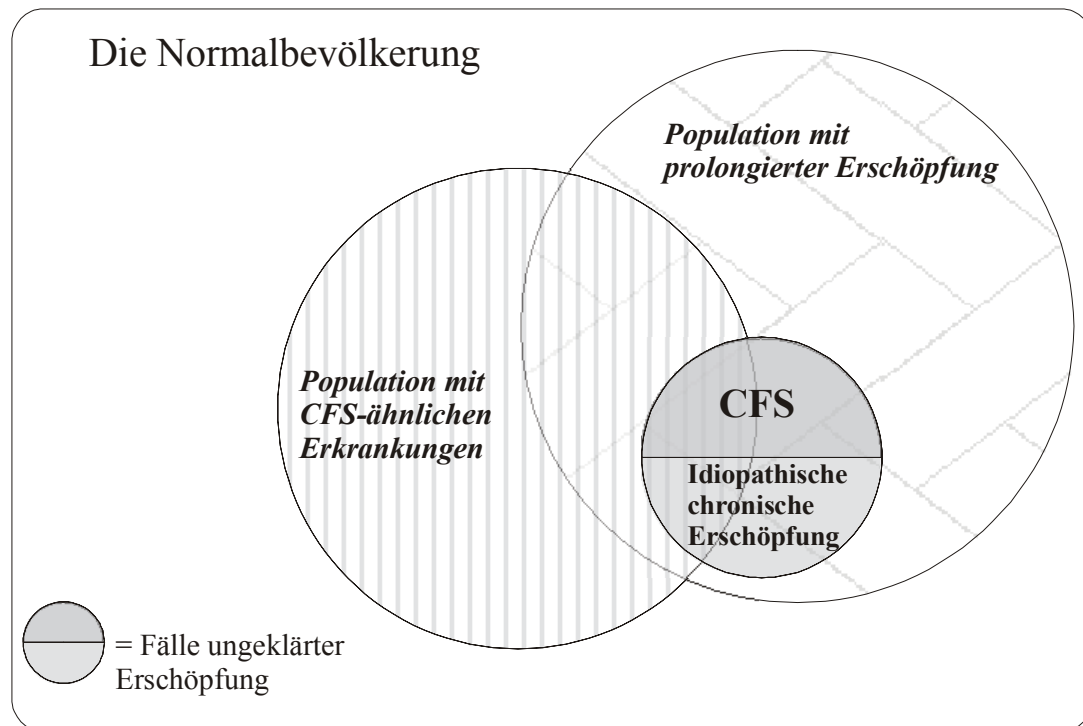 Die Normalbevölkerung
Population mit
prolongierter Erschöpfung
Population mit
CFS-ähnlichen
Erkrankungen
CFS
Idiopathische
chronische
Erschöpfung
= Fälle ungeklärter
Erschöpfung